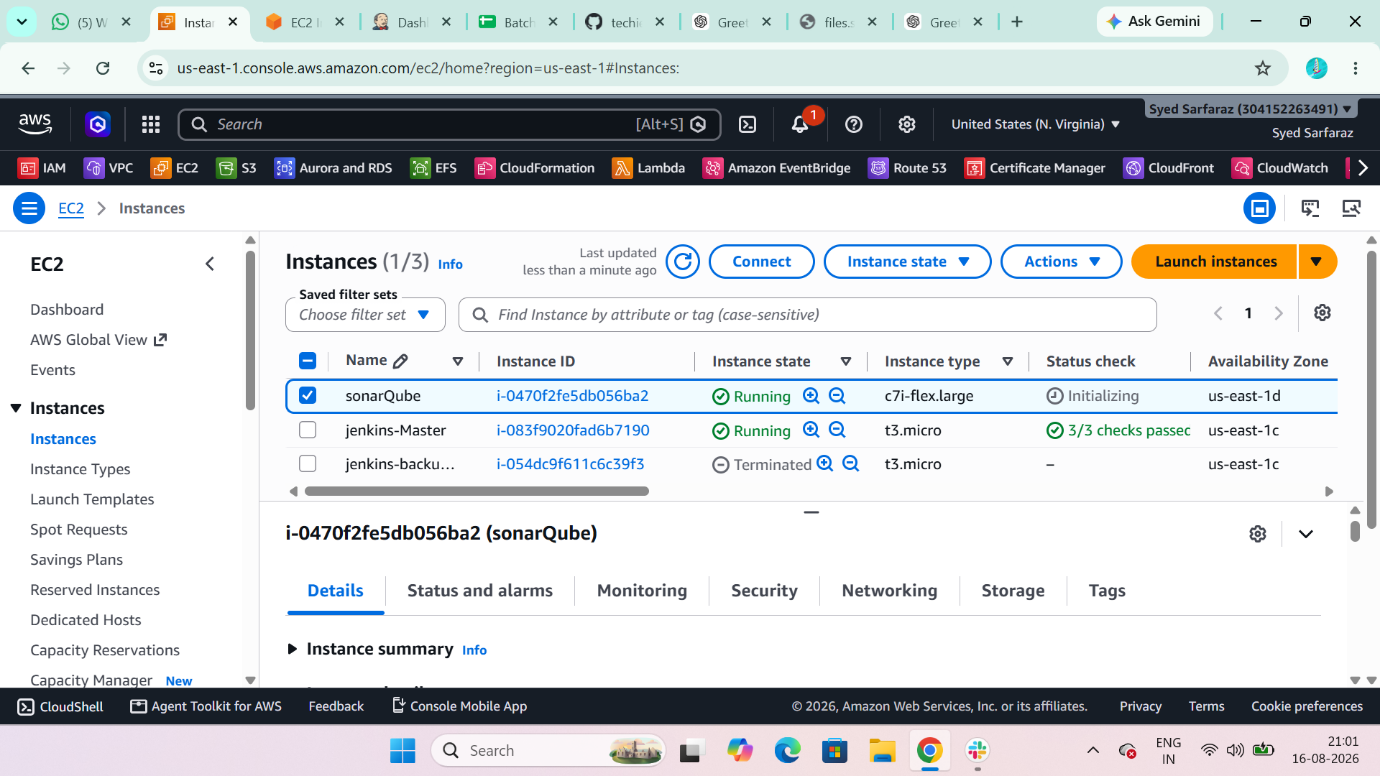 (5) W
Instan
EC2 I
Dashl
Batch
techie
Greet
files.s
Greet
Ask Gemini
us-east-1.console.aws.amazon.com/ec2/home?region=us-east-1#Instances:
aws
Search
[Alt+S]
1
United States (N. Virginia)
Syed Sarfaraz (304152263491)
Syed Sarfaraz
IAM
VPC
EC2
S3
Aurora and RDS
EFS
CloudFormation
Lambda
Amazon EventBridge
Route 53
Certificate Manager
CloudFront
CloudWatch
EC2
Instances
EC2
Dashboard
AWS Global View
Events
Instances
Instances
Instance Types
Launch Templates
Spot Requests
Savings Plans
Reserved Instances
Dedicated Hosts
Capacity Reservations
Capacity Manager New
Instances (1/3) Info
Last updated
less than a minute ago
Connect
Instance state
Actions
Launch instances
Saved filter sets
Choose filter set
Find Instance by attribute or tag (case-sensitive)
1
Name
Instance ID
Instance state
Instance type
Status check
Availability Zone
sonarQube i-0470f2fe5db056ba2 Running c7i-flex.large Initializing us-east-1d
jenkins-Master i-083f9020fad6b7190 Running t3.micro 3/3 checks passec us-east-1c
jenkins-backu... i-054dc9f611c6c39f3 Terminated t3.micro – us-east-1c
i-0470f2fe5db056ba2 (sonarQube)
Details
Status and alarms
Monitoring
Security
Networking
Storage
Tags
Instance summary Info
CloudShell
Agent Toolkit for AWS
Feedback
Console Mobile App
© 2026, Amazon Web Services, Inc. or its affiliates.
Privacy
Terms
Cookie preferences
Search
ENG
IN
21:01
16-08-2026